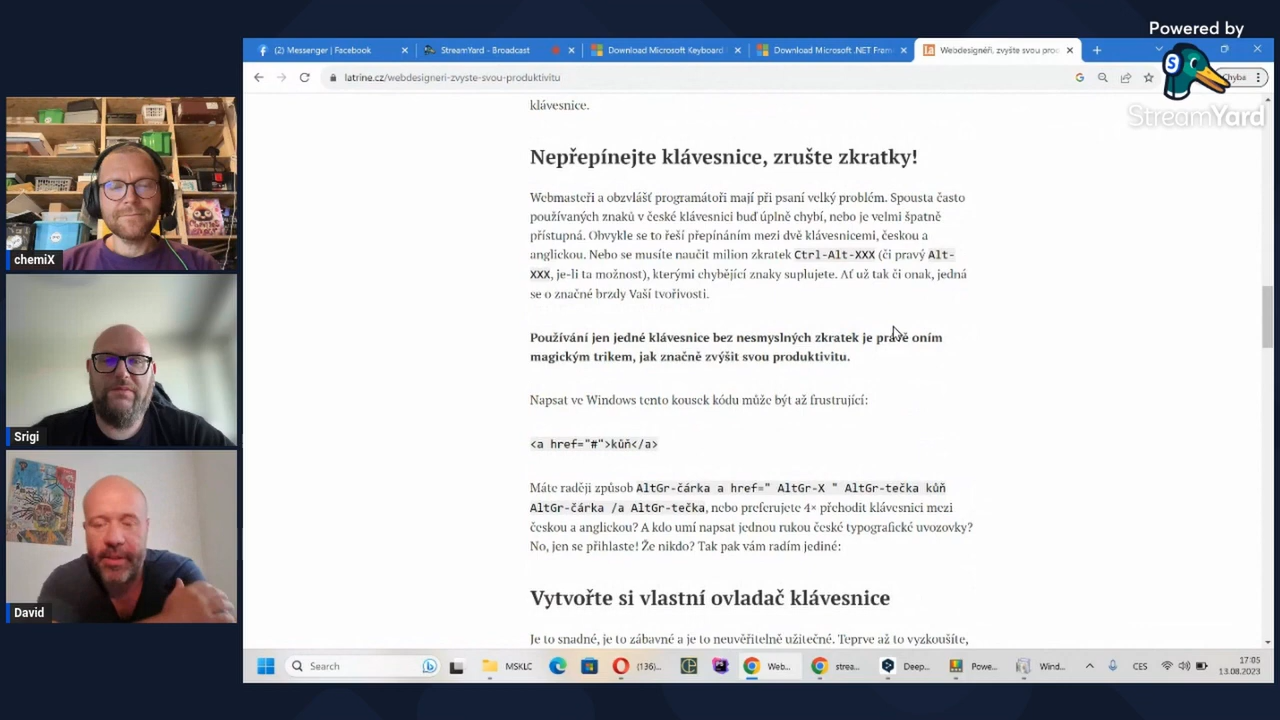 Powered by
StreamYard
(2) Messenger | Facebook
StreamYard - Broadcast
Download Microsoft Keyboard
Download Microsoft .NET Fram
Webdesignéři, zvyšte svou pro
latrine.cz/webdesigneri-zvyste-svou-produktivitu
Chyba
klávesnice.
Nepřepínejte klávesnice, zrušte zkratky!
Webmasteři a obzvlášť programátoři mají při psaní velký problém. Spousta často
používaných znaků v české klávesnici buď úplně chybí, nebo je velmi špatně
přístupná. Obvykle se to řeší přepínáním mezi dvě klávesnicemi, českou a
anglickou. Nebo se musíte naučit milion zkratek Ctrl-Alt-XXX (či pravý Alt-
XXX, je-li ta možnost), kterými chybějící znaky suplujete. Ať už tak či onak, jedná
se o značné brzdy Vaší tvořivosti.
Používání jen jedné klávesnice bez nesmyslných zkratek je právě oním
magickým trikem, jak značně zvýšit svou produktivitu.
Napsat ve Windows tento kousek kódu může být až frustrující:
<a href="#">kůň</a>
Máte raději způsob AltGr-čárka a href=" AltGr-X " AltGr-tečka kůň
AltGr-čárka /a AltGr-tečka, nebo preferujete 4× přehodit klávesnici mezi
českou a anglickou? A kdo umí napsat jednou rukou české typografické uvozovky?
No, jen se přihlaste! Že nikdo? Tak pak vám radím jediné:
Vytvořte si vlastní ovladač klávesnice
Je to snadné, je to zábavné a je to neuvěřitelně užitečné. Teprve až to vyzkoušíte,
chemiX
Srigi
David
Search
MSKLC
(136)...
Web...
strea...
Deep...
Powe...
Wind...
CES
17:05
13.08.2023